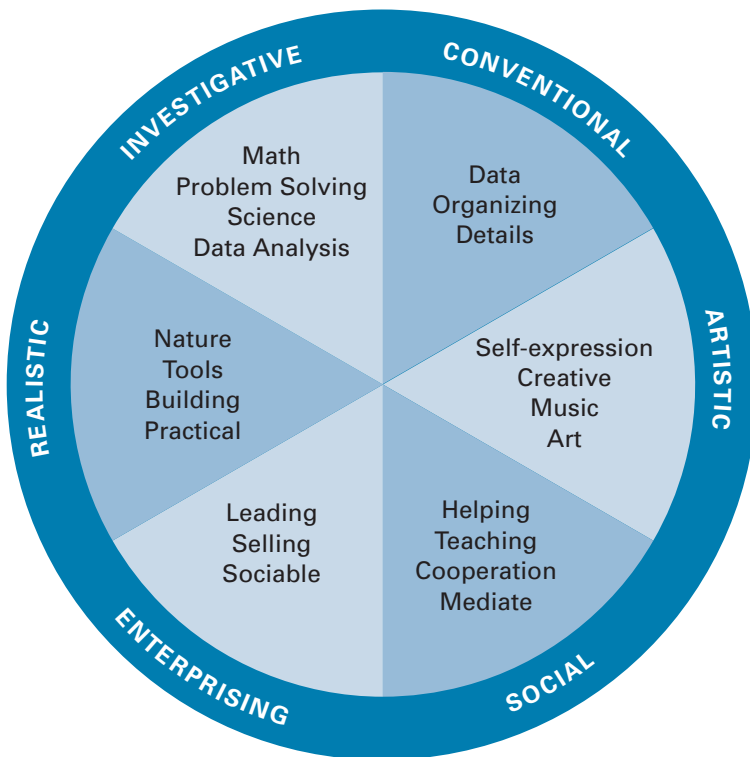 INVESTIGATIVE
Math
Problem Solving
Science
Data Analysis
CONVENTIONAL
Data
Organizing
Details
ARTISTIC
Self-expression
Creative
Music
Art
SOCIAL
Helping
Teaching
Cooperation
Mediate
ENTERPRISING
Leading
Selling
Sociable
REALISTIC
Nature
Tools
Building
Practical